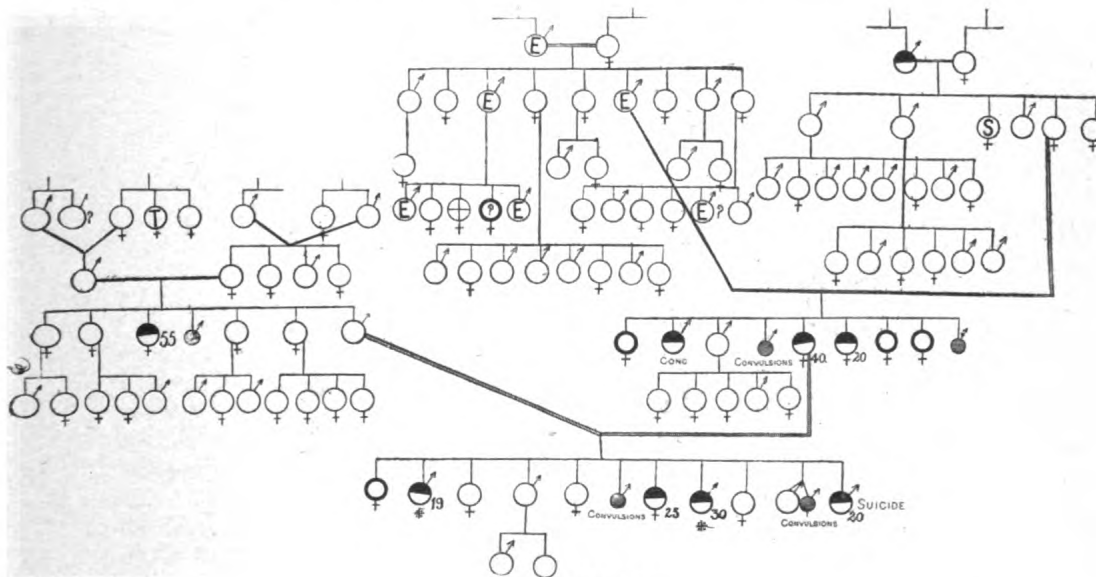 E
E E
S
T
E ? E E ?
?
55
CONG CONVULSIONS 40. 20
19 CONVULSIONS 25 30 CONVULSIONS 20 SUICIDE